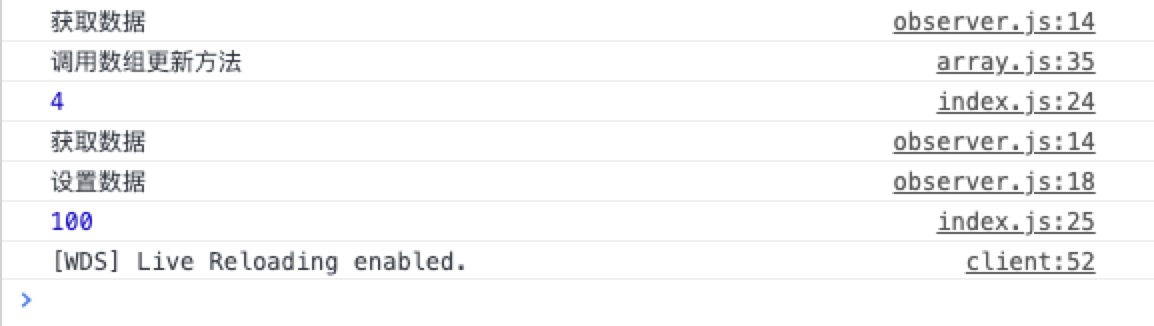 获取数据 observer.js:14
调用数组更新方法 array.js:35
4 index.js:24
获取数据 observer.js:14
设置数据 observer.js:18
100 index.js:25
[WDS] Live Reloading enabled. client:52
>